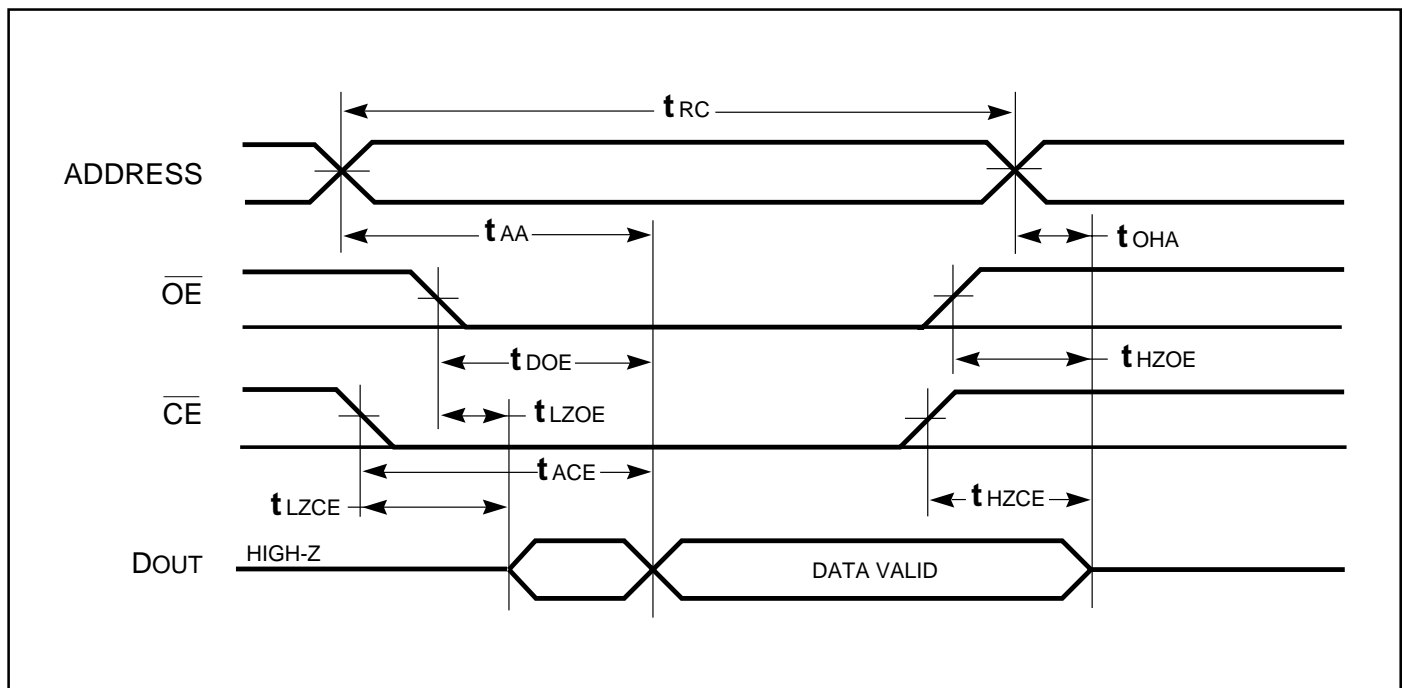 t RC
ADDRESS
t AA
t OHA
OE
t DOE
t HZOE
CE
t LZOE
t ACE
t LZCE
t HZCE
DOUT
HIGH-Z
DATA VALID